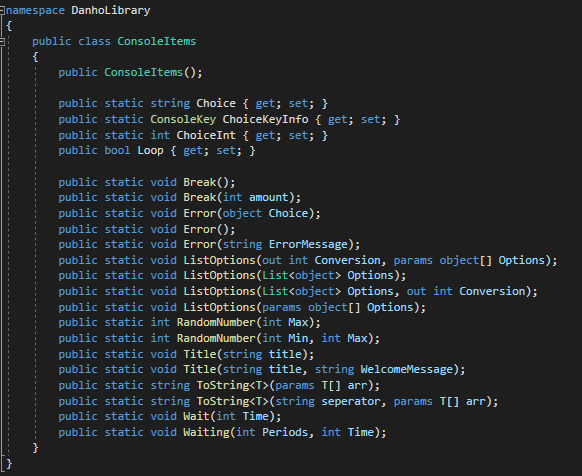 namespace DanhoLibrary
{
    public class ConsoleItems
    {
        public ConsoleItems();

        public static string Choice { get; set; }
        public static ConsoleKey ChoiceKeyInfo { get; set; }
        public static int ChoiceInt { get; set; }
        public bool Loop { get; set; }

        public static void Break();
        public static void Break(int amount);
        public static void Error(object Choice);
        public static void Error();
        public static void Error(string ErrorMessage);
        public static void ListOptions(out int Conversion, params object[] Options);
        public static void ListOptions(List<object> Options);
        public static void ListOptions(List<object> Options, out int Conversion);
        public static void ListOptions(params object[] Options);
        public static int RandomNumber(int Max);
        public static int RandomNumber(int Min, int Max);
        public static void Title(string title);
        public static void Title(string title, string WelcomeMessage);
        public static string ToString<T>(params T[] arr);
        public static string ToString<T>(string seperator, params T[] arr);
        public static void Wait(int Time);
        public static void Waiting(int Periods, int Time);
    }
}